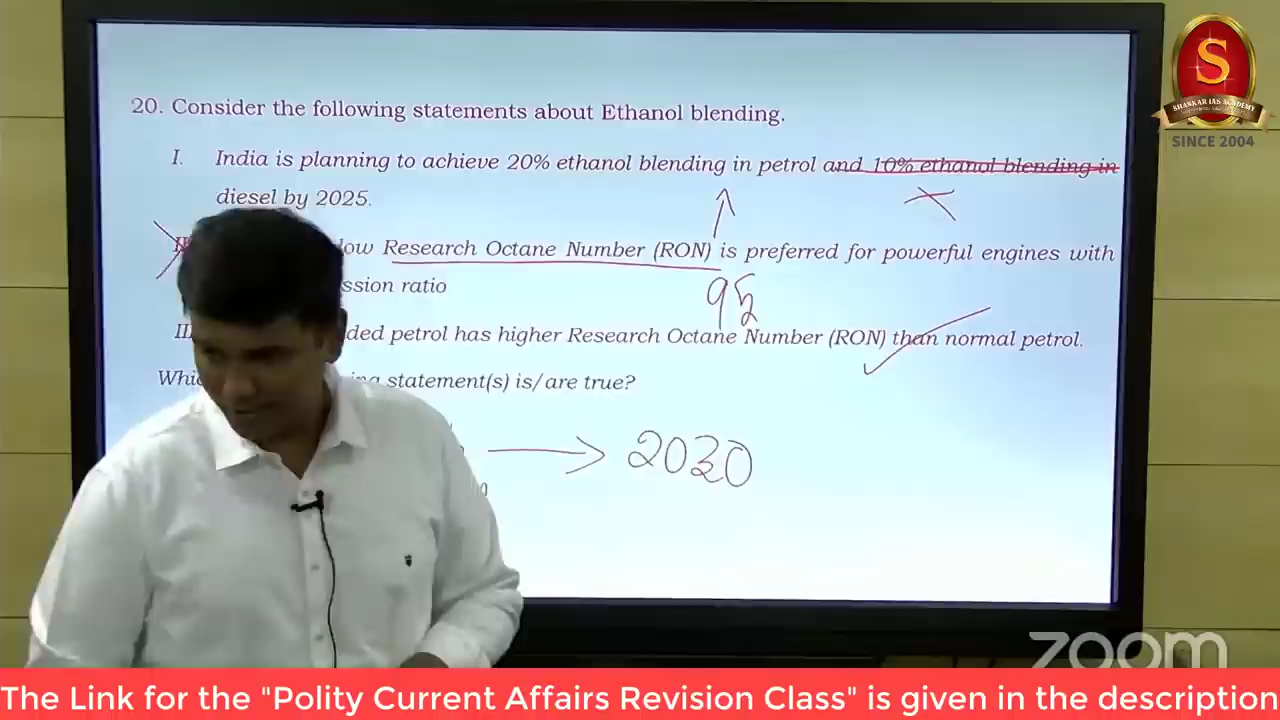 20. Consider the following statements about Ethanol blending.
I. India is planning to achieve 20% ethanol blending in petrol and 10% ethanol blending in
diesel by 2025.
Research Octane Number (RON) is preferred for powerful engines with
ratio
95
petrol has higher Research Octane Number (RON) than normal petrol.
statement(s) is/are true?
2030
S
SHANKAR IAS ACADEMY
SINCE 2004
zoom
The Link for the "Polity Current Affairs Revision Class" is given in the description